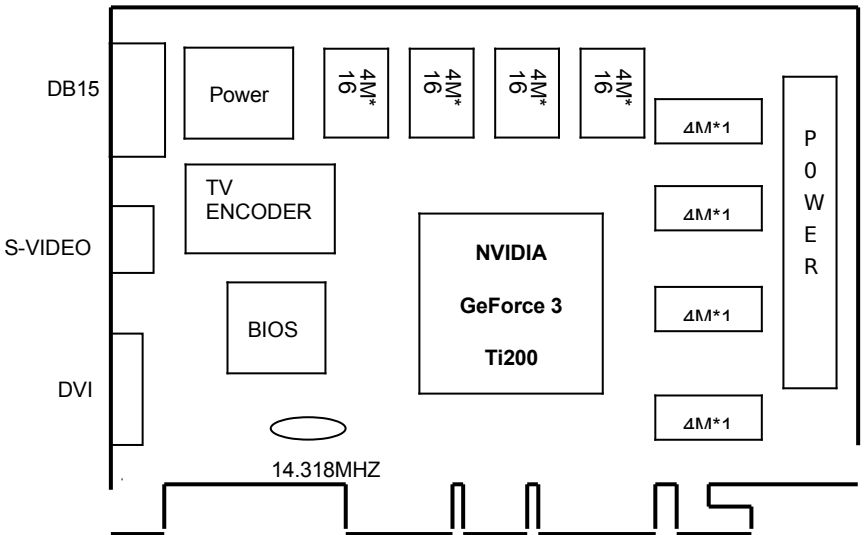 DB15
Power
4M*
16
4M*
16
4M*
16
4M*
16
4M*1
P
O
W
E
R
TV
ENCODER
4M*1
S-VIDEO
NVIDIA
GeForce 3
Ti200
BIOS
4M*1
DVI
4M*1
14.318MHZ